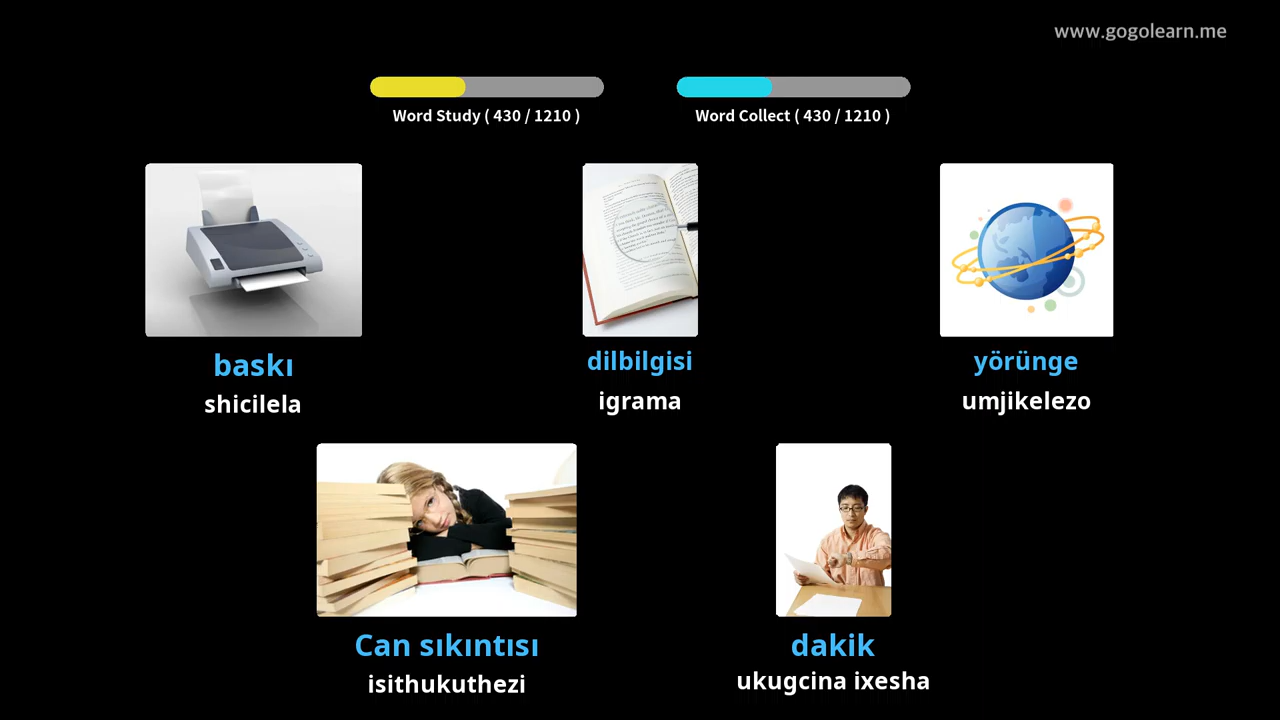 www.gogolearn.me
Word Study ( 430 / 1210 )
Word Collect ( 430 / 1210 )
baskı
shicilela
dilbilgisi
igrama
yörünge
umjikelezo
Can sıkıntısı
isithukuthezi
dakik
ukugcina ixesha